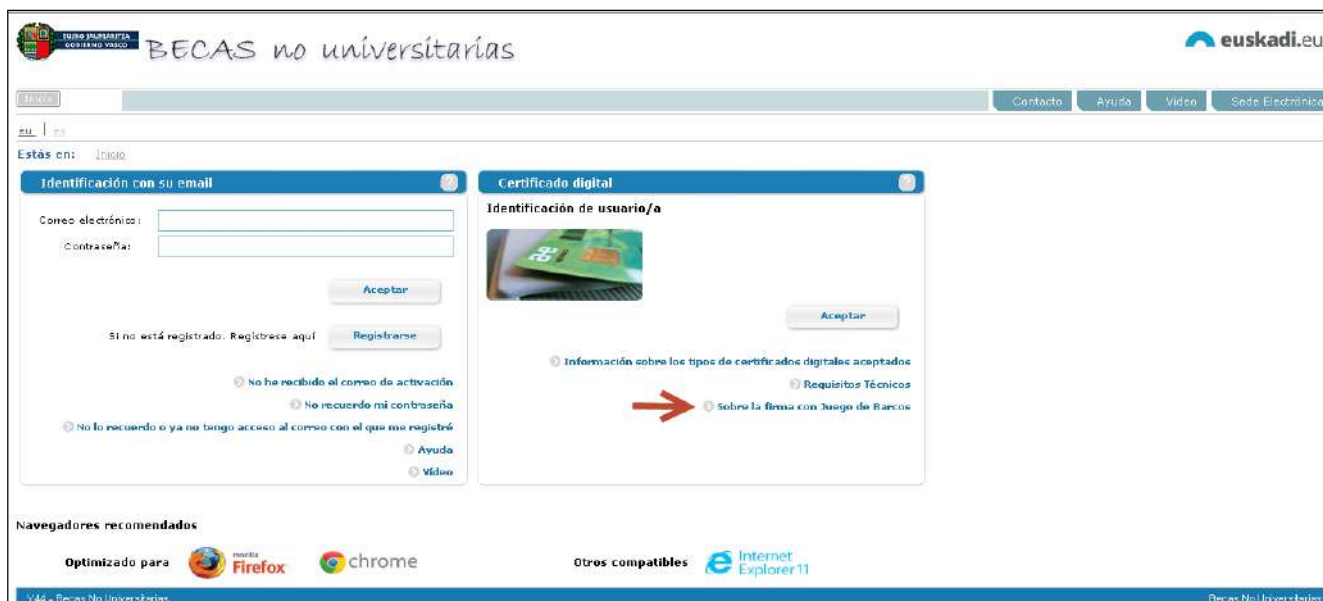 EUSKO JAURLARITZA
GOBIERNO VASCO
BECAS no universitarias
euskadi.eu
Inicio
Contacto
Ayuda
Video
Sede Electrónica
eu | es
Estás en: Inicio
Identificación con su email
?
Correo electrónico:
Contraseña:
Aceptar
Si no está registrado. Regístrese aquí
Registrarse
No he recibido el correo de activación
No recuerdo mi contraseña
No lo recuerdo o ya no tengo acceso al correo con el que me registré
Ayuda
Vídeo
Certificado digital
?
Identificación de usuario/a
Aceptar
Información sobre los tipos de certificados digitales aceptados
Requisitos Técnicos
Sobre la firma con Juego de Barcos
Navegadores recomendados
Optimizado para
mozilla
Firefox
chrome
Otros compatibles
Internet
Explorer 11
Y44 - Becas No Universitarias
Becas No Universitarias